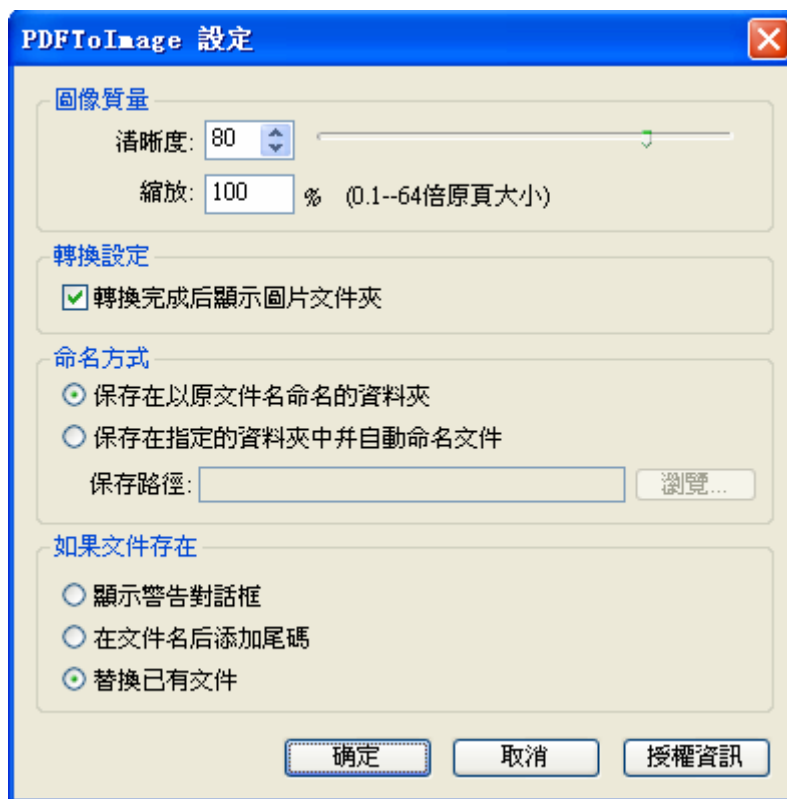 PDFToImage 設定
圖像質量
清晰度: 80
縮放: 100 % (0.1--64倍原頁大小)
轉換設定
轉換完成后顯示圖片文件夾
命名方式
保存在以原文件名命名的資料夾
保存在指定的資料夾中幷自動命名文件
保存路徑: 瀏覽...
如果文件存在
顯示警告對話框
在文件名后添加尾碼
替換已有文件
确定 取消 授權資訊